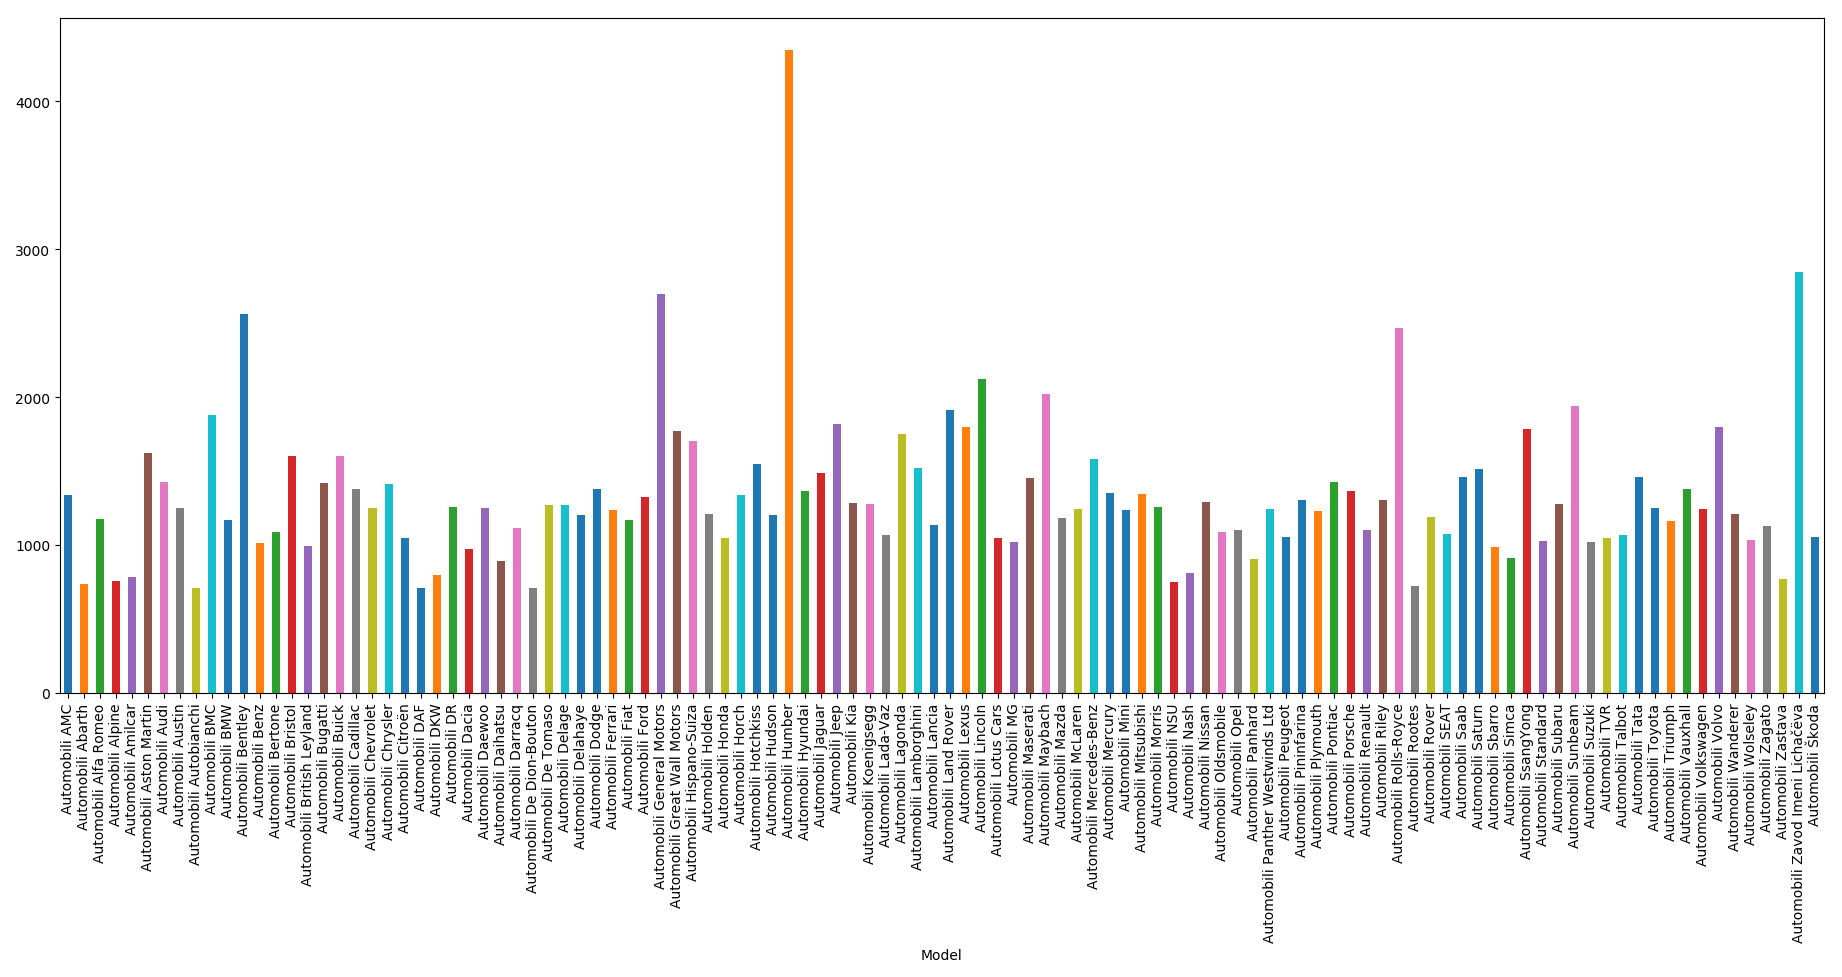 4000
3000
2000
1000
0
Automobili AMC
Automobili Abarth
Automobili Alfa Romeo
Automobili Alpine
Automobili Amilcar
Automobili Aston Martin
Automobili Audi
Automobili Austin
Automobili Autobianchi
Automobili BMC
Automobili BMW
Automobili Bentley
Automobili Benz
Automobili Bertone
Automobili Bristol
Automobili British Leyland
Automobili Bugatti
Automobili Buick
Automobili Cadillac
Automobili Chevrolet
Automobili Chrysler
Automobili Citroën
Automobili DAF
Automobili DKW
Automobili DR
Automobili Dacia
Automobili Daewoo
Automobili Daihatsu
Automobili Darracq
Automobili De Dion-Bouton
Automobili De Tomaso
Automobili Delage
Automobili Delahaye
Automobili Dodge
Automobili Ferrari
Automobili Fiat
Automobili Ford
Automobili General Motors
Automobili Great Wall Motors
Automobili Hispano-Suiza
Automobili Holden
Automobili Honda
Automobili Horch
Automobili Hotchkiss
Automobili Hudson
Automobili Humber
Automobili Hyundai
Automobili Jaguar
Automobili Jeep
Automobili Kia
Automobili Koenigsegg
Automobili Lada-Vaz
Automobili Lagonda
Automobili Lamborghini
Automobili Lancia
Automobili Land Rover
Automobili Lexus
Automobili Lincoln
Automobili Lotus Cars
Automobili MG
Automobili Maserati
Automobili Maybach
Automobili Mazda
Automobili McLaren
Automobili Mercedes-Benz
Automobili Mercury
Automobili Mini
Automobili Mitsubishi
Automobili Morris
Automobili NSU
Automobili Nash
Automobili Nissan
Automobili Oldsmobile
Automobili Opel
Automobili Panhard
Automobili Panther Westwinds Ltd
Automobili Peugeot
Automobili Pininfarina
Automobili Plymouth
Automobili Pontiac
Automobili Porsche
Automobili Renault
Automobili Riley
Automobili Rolls-Royce
Automobili Rootes
Automobili Rover
Automobili SEAT
Automobili Saab
Automobili Saturn
Automobili Sbarro
Automobili Simca
Automobili SsangYong
Automobili Standard
Automobili Subaru
Automobili Sunbeam
Automobili Suzuki
Automobili TVR
Automobili Talbot
Automobili Tata
Automobili Toyota
Automobili Triumph
Automobili Vauxhall
Automobili Volkswagen
Automobili Volvo
Automobili Wanderer
Automobili Wolseley
Automobili Zagato
Automobili Zastava
Automobili Zavod Imeni Lichačëva
Automobili Škoda
Model